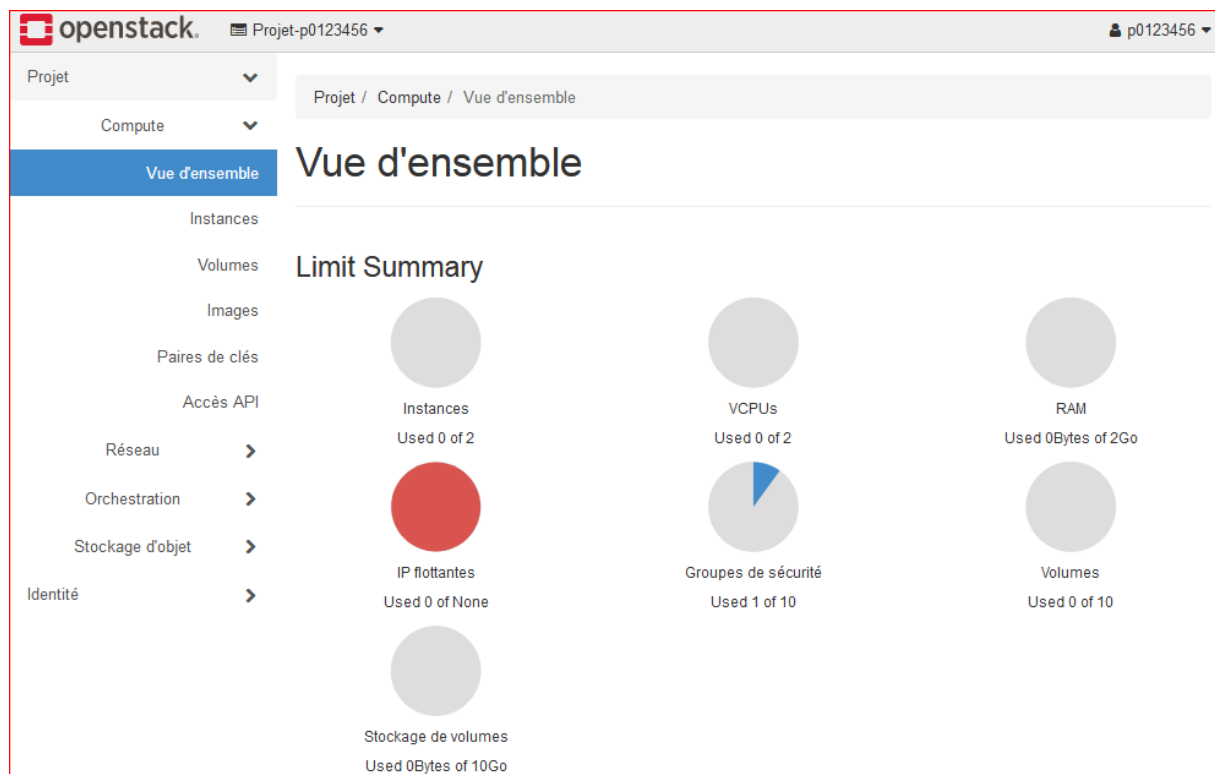 openstack. Projet-p0123456 p0123456
Projet
Projet / Compute / Vue d'ensemble
Compute
Vue d'ensemble
Vue d'ensemble
Instances
Volumes
Images
Paires de clés
Accès API
Réseau
Orchestration
Stockage d'objet
Identité
Limit Summary
Instances
Used 0 of 2
VCPUs
Used 0 of 2
RAM
Used 0Bytes of 2Go
IP flottantes
Used 0 of None
Groupes de sécurité
Used 1 of 10
Volumes
Used 0 of 10
Stockage de volumes
Used 0Bytes of 10Go